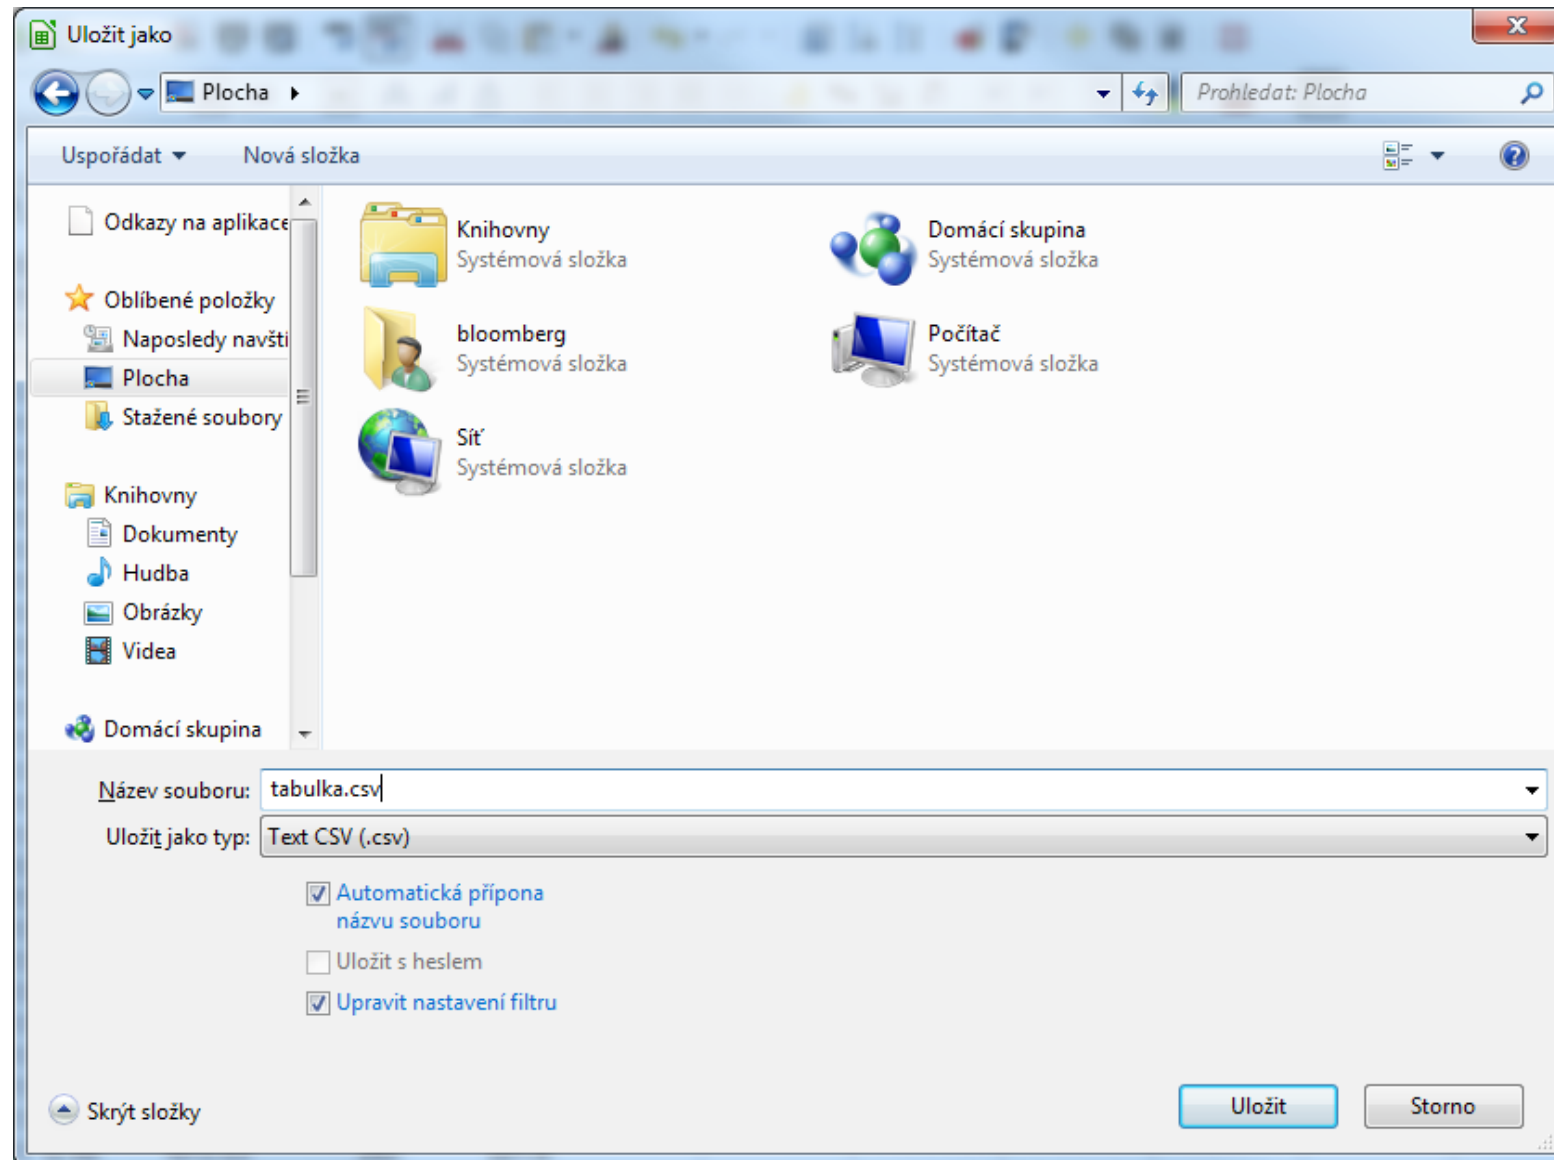 Uložit jako
Plocha
Prohledat: Plocha
Uspořádat
Nová složka
Odkazy na aplikace
Oblíbené položky
Naposledy navšti
Plocha
Stažené soubory
Knihovny
Dokumenty
Hudba
Obrázky
Videa
Domácí skupina
Knihovny
Systémová složka
Domácí skupina
Systémová složka
bloomberg
Systémová složka
Počítač
Systémová složka
Síť
Systémová složka
Název souboru: tabulka.csv
Uložit jako typ: Text CSV (.csv)
Automatická přípona
názvu souboru
Uložit s heslem
Upravit nastavení filtru
Skrýt složky
Uložit
Storno